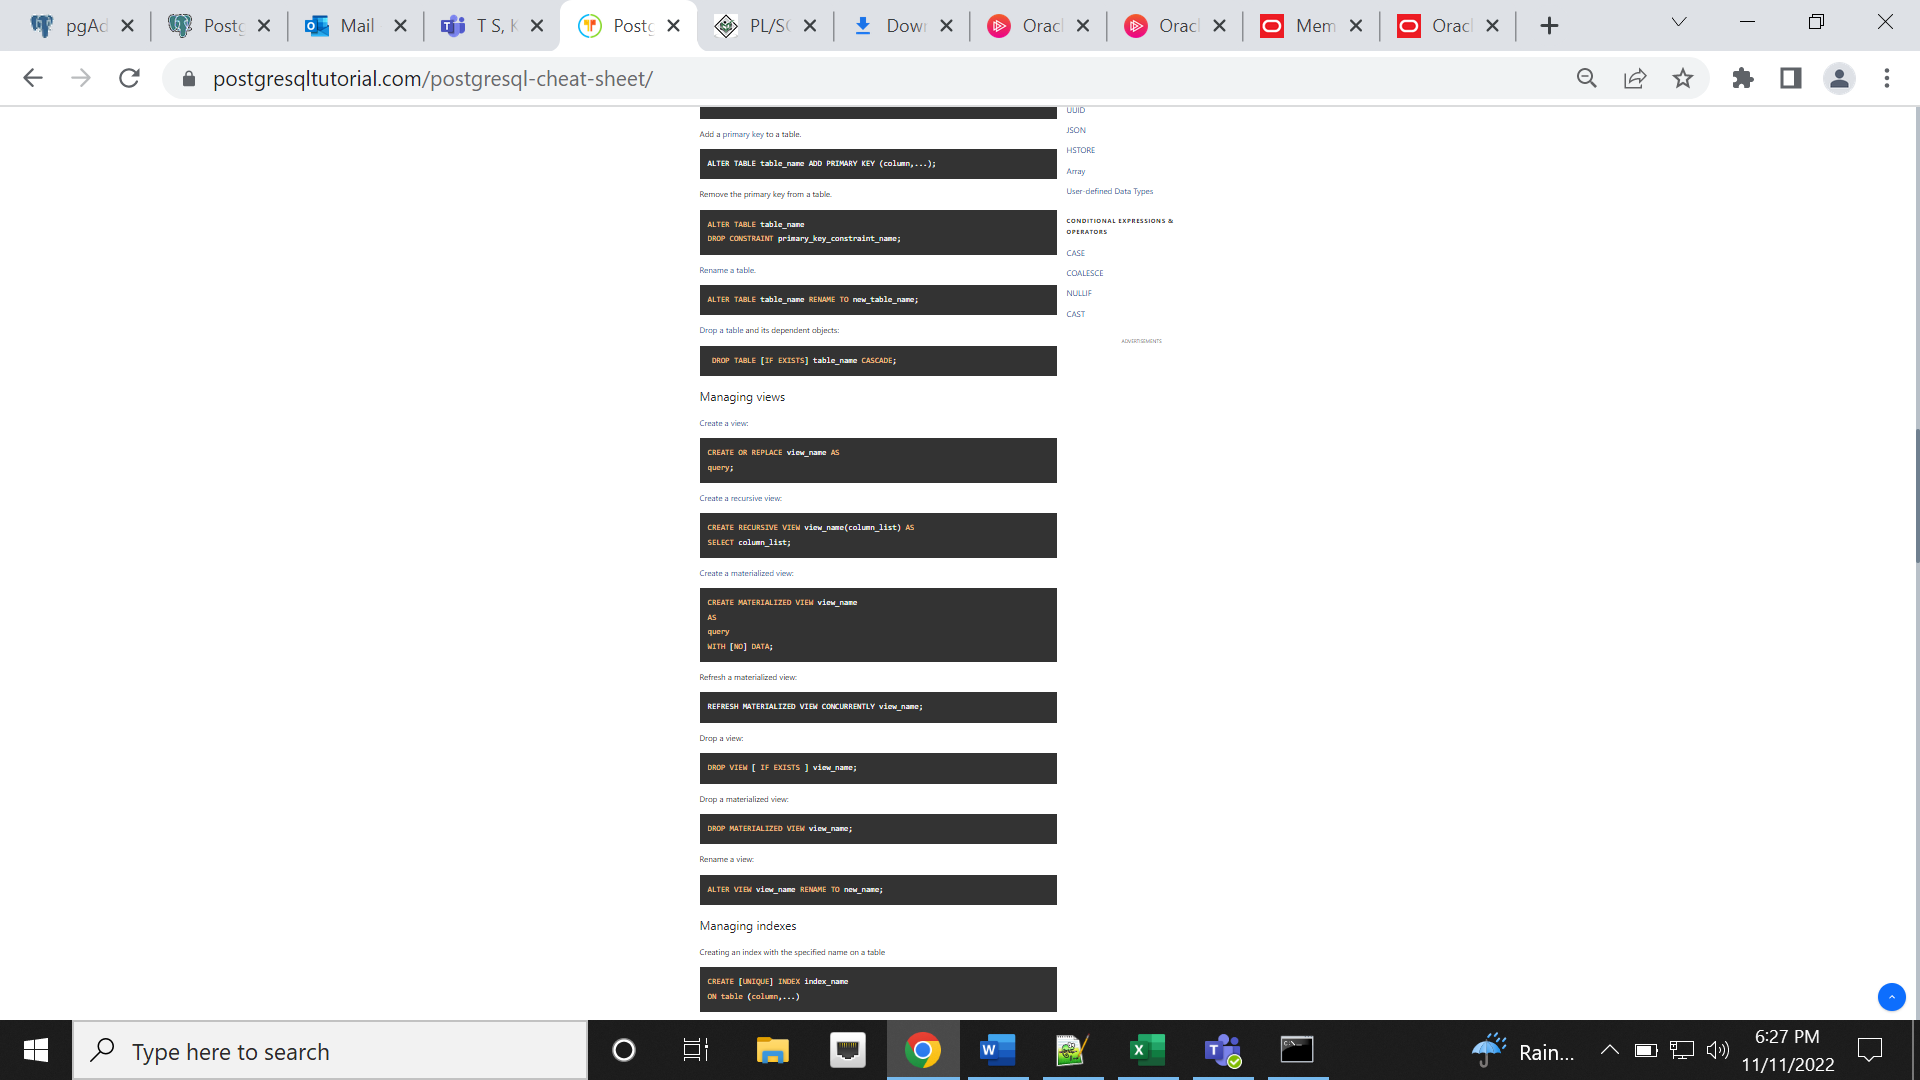 pgAd
Postg
Mail
T S, K
Postg
PL/SQ
Down
Oracl
Oracl
Mem
Oracl
postgresqltutorial.com/postgresql-cheat-sheet/
Add a primary key to a table.
ALTER TABLE table_name ADD PRIMARY KEY (column,...);
Remove the primary key from a table.
ALTER TABLE table_name
DROP CONSTRAINT primary_key_constraint_name;
Rename a table.
ALTER TABLE table_name RENAME TO new_table_name;
Drop a table and its dependent objects:
DROP TABLE [IF EXISTS] table_name CASCADE;
Managing views
Create a view:
CREATE OR REPLACE view_name AS
query;
Create a recursive view:
CREATE RECURSIVE VIEW view_name(column_list) AS
SELECT column_list;
Create a materialized view:
CREATE MATERIALIZED VIEW view_name
AS
query
WITH [NO] DATA;
Refresh a materialized view:
REFRESH MATERIALIZED VIEW CONCURRENTLY view_name;
Drop a view:
DROP VIEW [ IF EXISTS ] view_name;
Drop a materialized view:
DROP MATERIALIZED VIEW view_name;
Rename a view:
ALTER VIEW view_name RENAME TO new_name;
Managing indexes
Creating an index with the specified name on a table
CREATE [UNIQUE] INDEX index_name
ON table (column,...)
UUID
JSON
HSTORE
Array
User-defined Data Types
CONDITIONAL EXPRESSIONS &
OPERATORS
CASE
COALESCE
NULLIF
CAST
ADVERTISEMENTS
Type here to search
Rain...
6:27 PM
11/11/2022